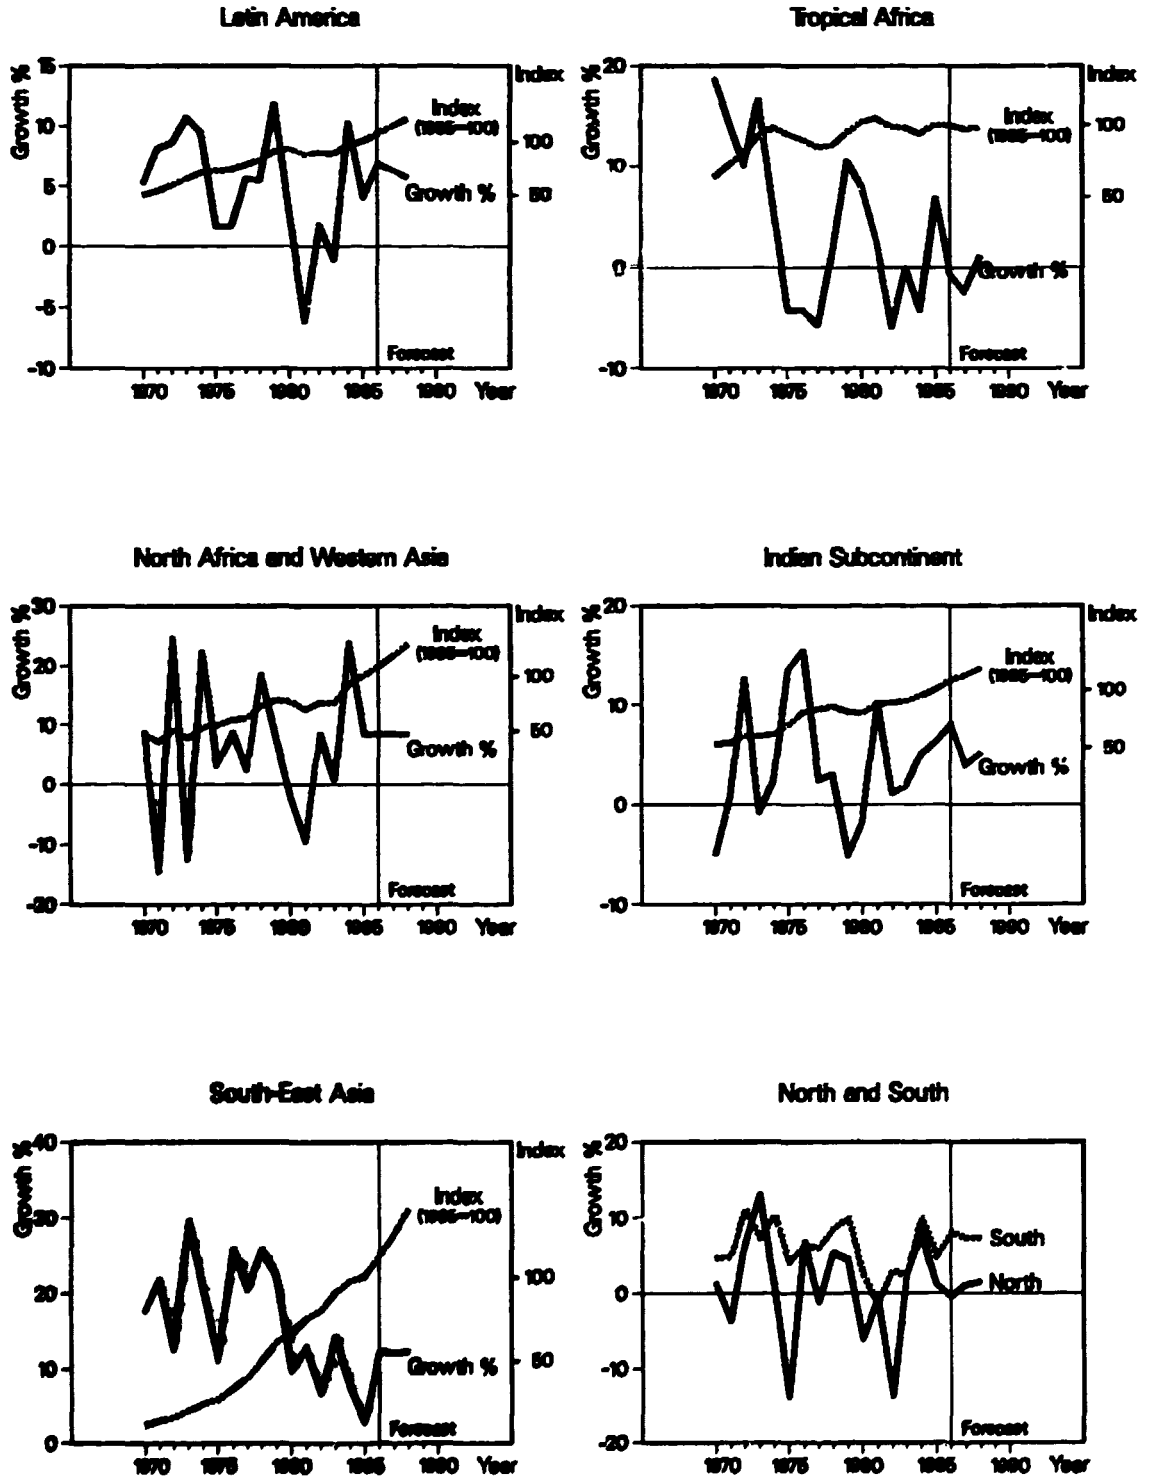 Latin America
Growth %
15
10
5
0
-5
-10
Index
100
50
Index
(1985=100)
Growth %
Forecast
1970 1975 1980 1985 1990 Year
Tropical Africa
Growth %
20
10
0
-10
Index
100
50
Index
(1985=100)
Growth %
Forecast
1970 1975 1980 1985 1990 Year
North Africa and Western Asia
Growth %
30
20
10
0
-10
-20
Index
100
50
Index
(1985=100)
Growth %
Forecast
1970 1975 1980 1985 1990 Year
Indian Subcontinent
Growth %
20
10
0
-10
Index
100
50
Index
(1985=100)
Growth %
Forecast
1970 1975 1980 1985 1990 Year
South-East Asia
Growth %
40
30
20
10
0
Index
100
50
Index
(1985=100)
Growth %
Forecast
1970 1975 1980 1985 1990 Year
North and South
Growth %
20
10
0
-10
-20
South
North
Forecast
1970 1975 1980 1985 1990 Year